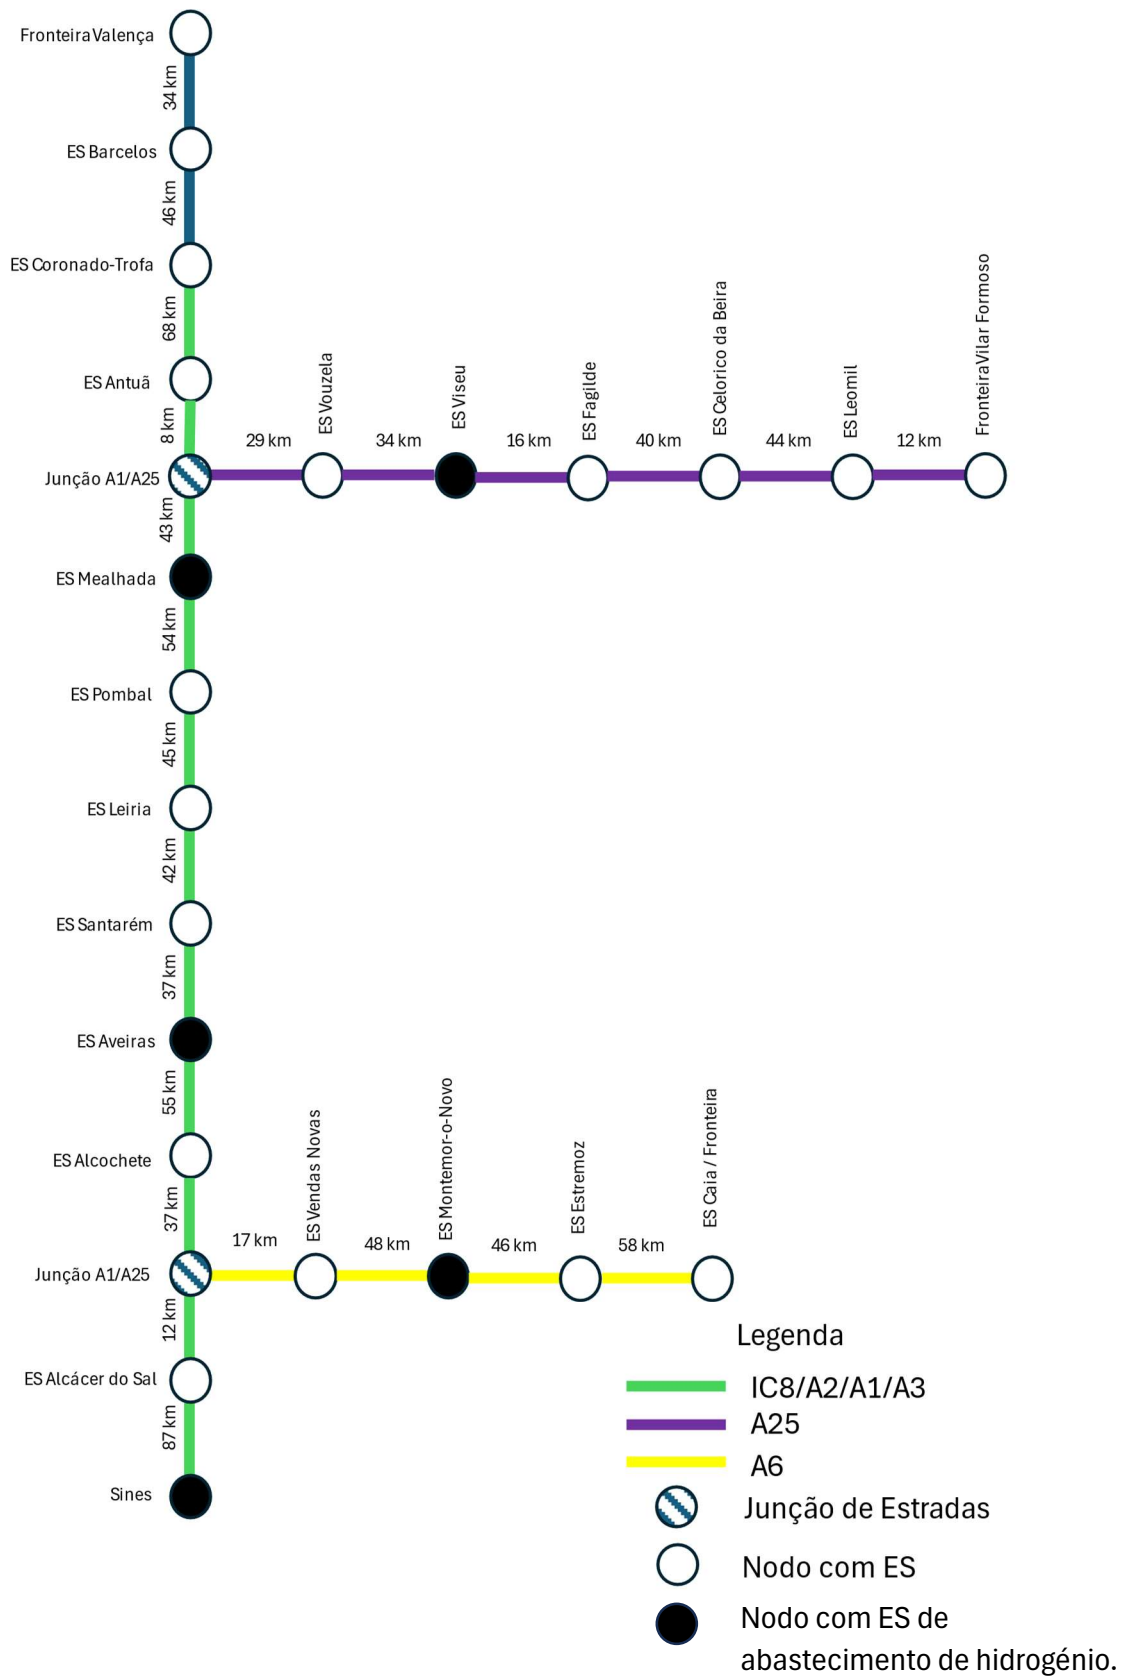 Fronteira Valença
34 km
ES Barcelos
46 km
ES Coronado-Trofa
68 km
ES Antuã
8 km
Junção A1/A25
29 km
ES Vouzela
34 km
ES Viseu
16 km
ES Fagilde
40 km
ES Celorico da Beira
44 km
ES Leomil
12 km
Fronteira Vilar Formoso
43 km
ES Mealhada
54 km
ES Pombal
45 km
ES Leiria
42 km
ES Santarém
37 km
ES Aveiras
55 km
ES Alcochete
37 km
Junção A1/A25
17 km
ES Vendas Novas
48 km
ES Montemor-o-Novo
46 km
ES Estremoz
58 km
ES Caia / Fronteira
12 km
ES Alcácer do Sal
87 km
Sines
Legenda
IC8/A2/A1/A3
A25
A6
Junção de Estradas
Nodo com ES
Nodo com ES de
abastecimento de hidrogénio.